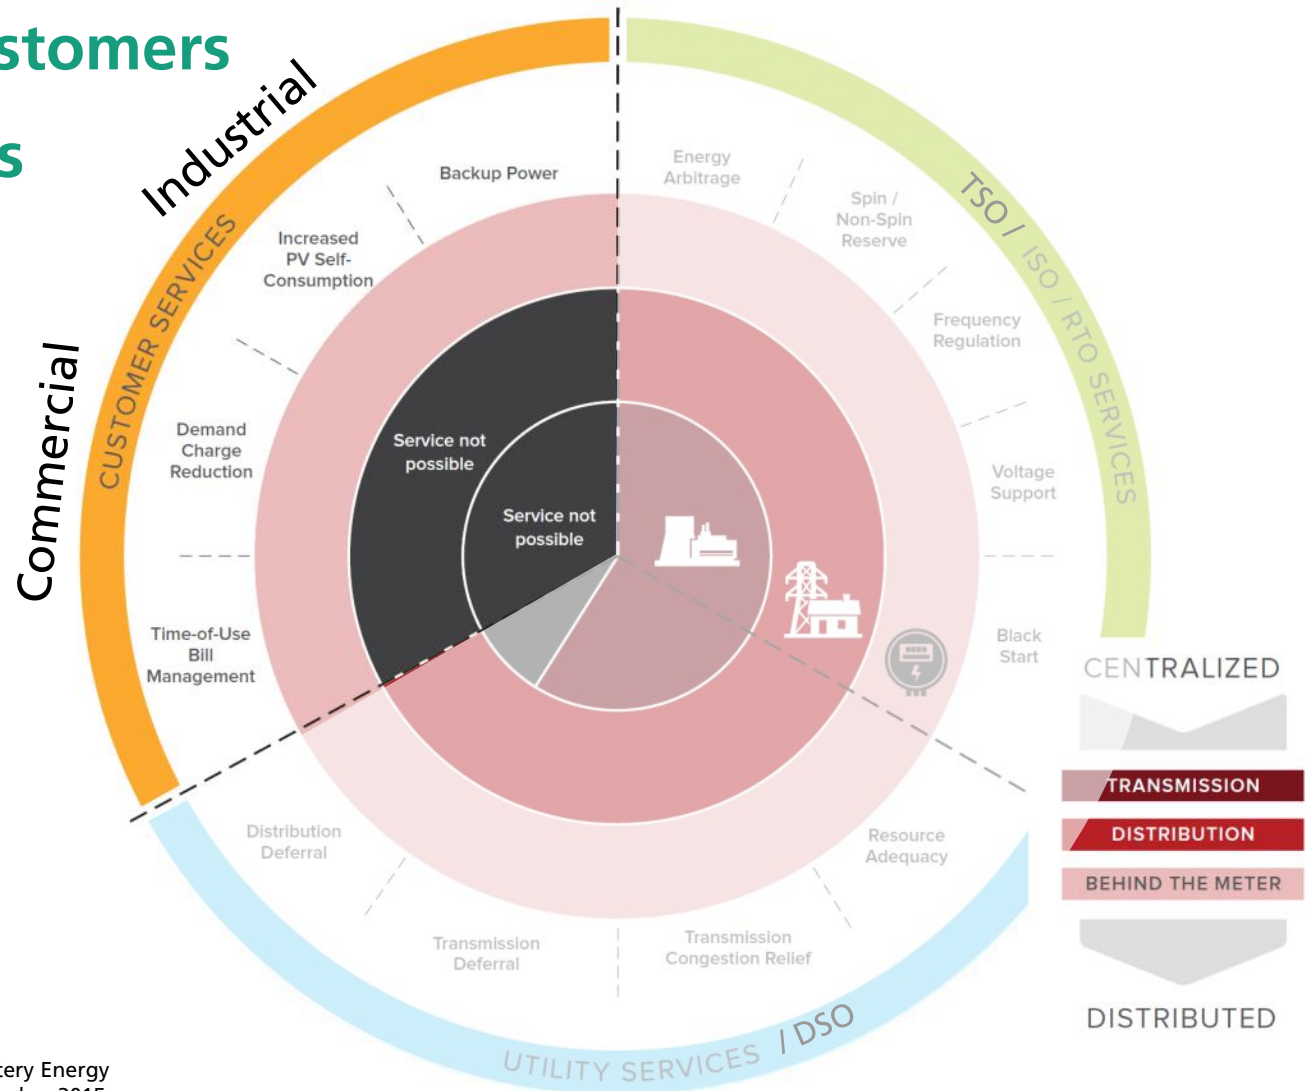 stomers
s
Industrial
Commercial
CUSTOMER SERVICES
Backup Power
Increased
PV Self-
Consumption
Demand
Charge
Reduction
Time-of-Use
Bill
Management
Service not
possible
Service not
possible
Energy
Arbitrage
Spin /
Non-Spin
Reserve
Frequency
Regulation
Voltage
Support
Black
Start
TSO / ISO / RTO SERVICES
Resource
Adequacy
Transmission
Congestion Relief
Transmission
Deferral
Distribution
Deferral
UTILITY SERVICES / DSO
CENTRALIZED
TRANSMISSION
DISTRIBUTION
BEHIND THE METER
DISTRIBUTED
tery Energy
2015